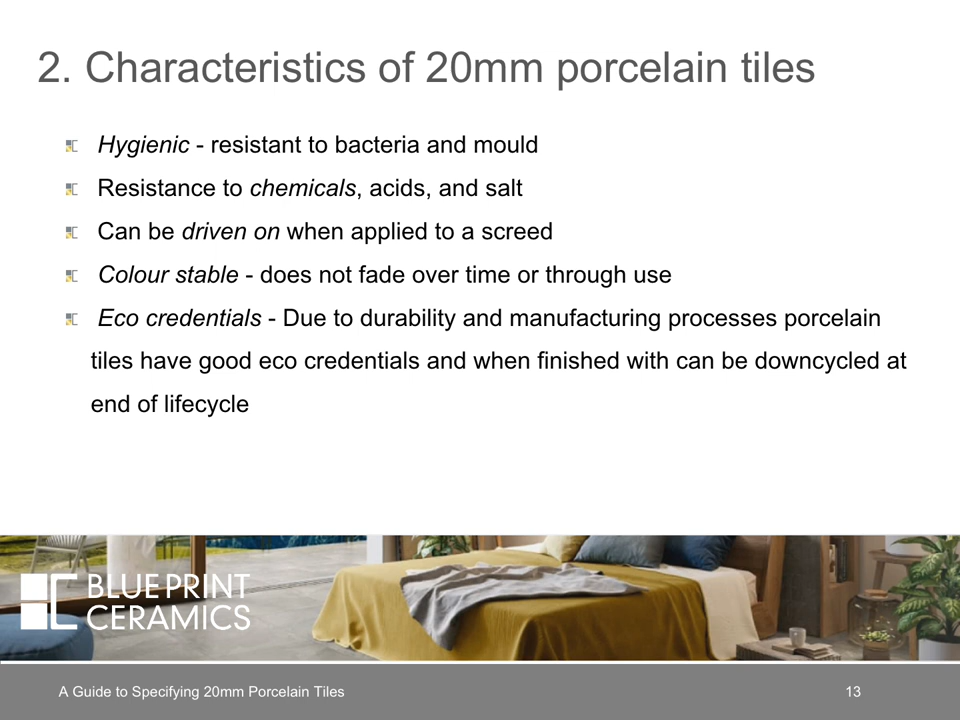 2. Characteristics of 20mm porcelain tiles
Hygienic - resistant to bacteria and mould
Resistance to chemicals, acids, and salt
Can be driven on when applied to a screed
Colour stable - does not fade over time or through use
Eco credentials - Due to durability and manufacturing processes porcelain
tiles have good eco credentials and when finished with can be downcycled at
end of lifecycle
BLUEPRINT
CERAMICS
A Guide to Specifying 20mm Porcelain Tiles
13